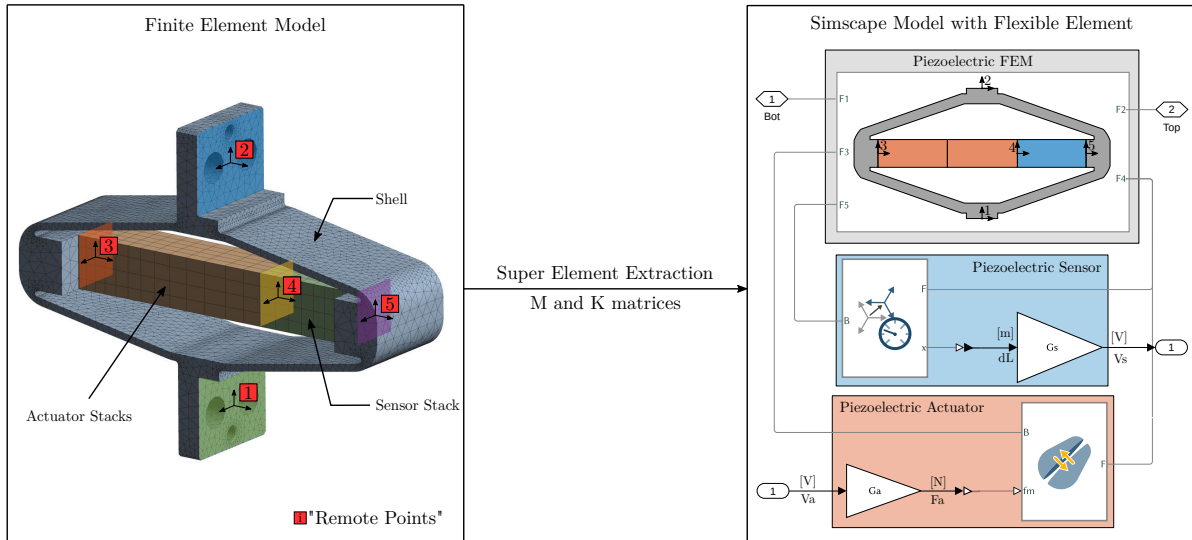 Finite Element Model
2
Shell
3
4
5
1
Actuator Stacks
Sensor Stack
i "Remote Points"
Super Element Extraction
M and K matrices
Simscape Model with Flexible Element
Piezoelectric FEM
1
Bot
F1
F3
F5
2
3
4
5
1
F2
F4
2
Top
Piezoelectric Sensor
B
F
x
[m]
dL
Gs
[V]
Vs
1
Piezoelectric Actuator
1
[V]
Va
Ga
[N]
Fa
B
fm
F